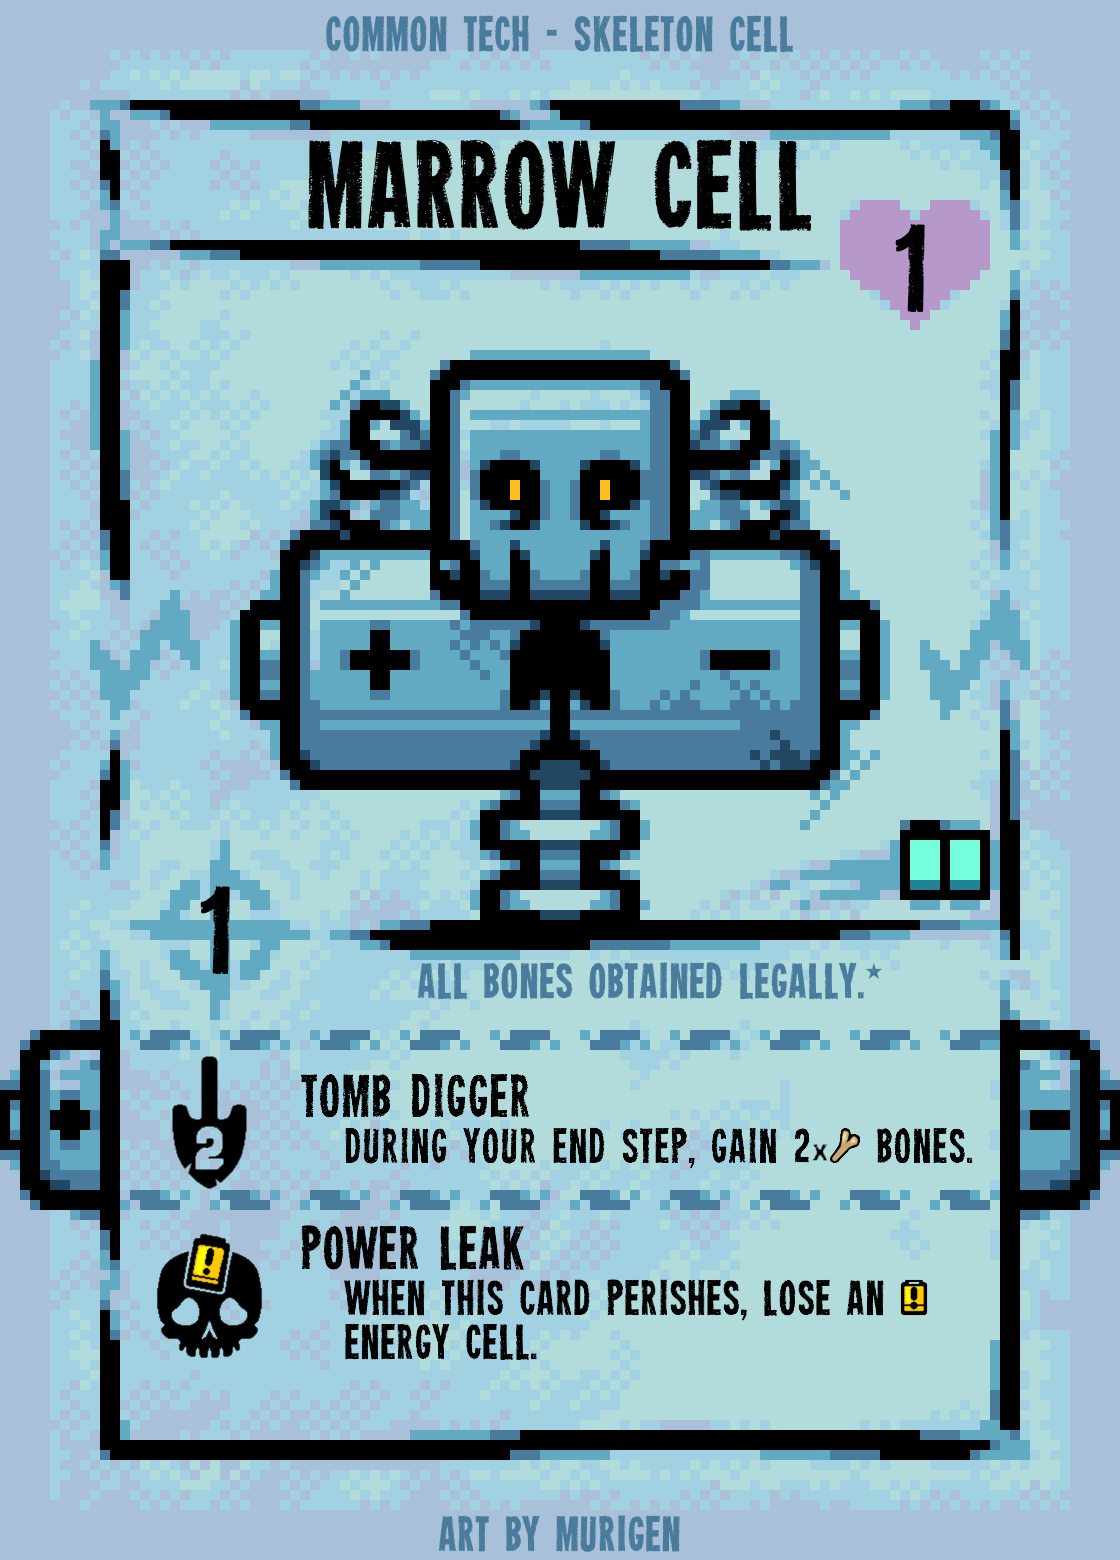 COMMON TECH - SKELETON CELL
MARROW CELL
1
1
ALL BONES OBTAINED LEGALLY.*
TOMB DIGGER
2
DURING YOUR END STEP, GAIN 2x BONES.
POWER LEAK
WHEN THIS CARD PERISHES, LOSE AN
ENERGY CELL.
ART BY MURIGEN